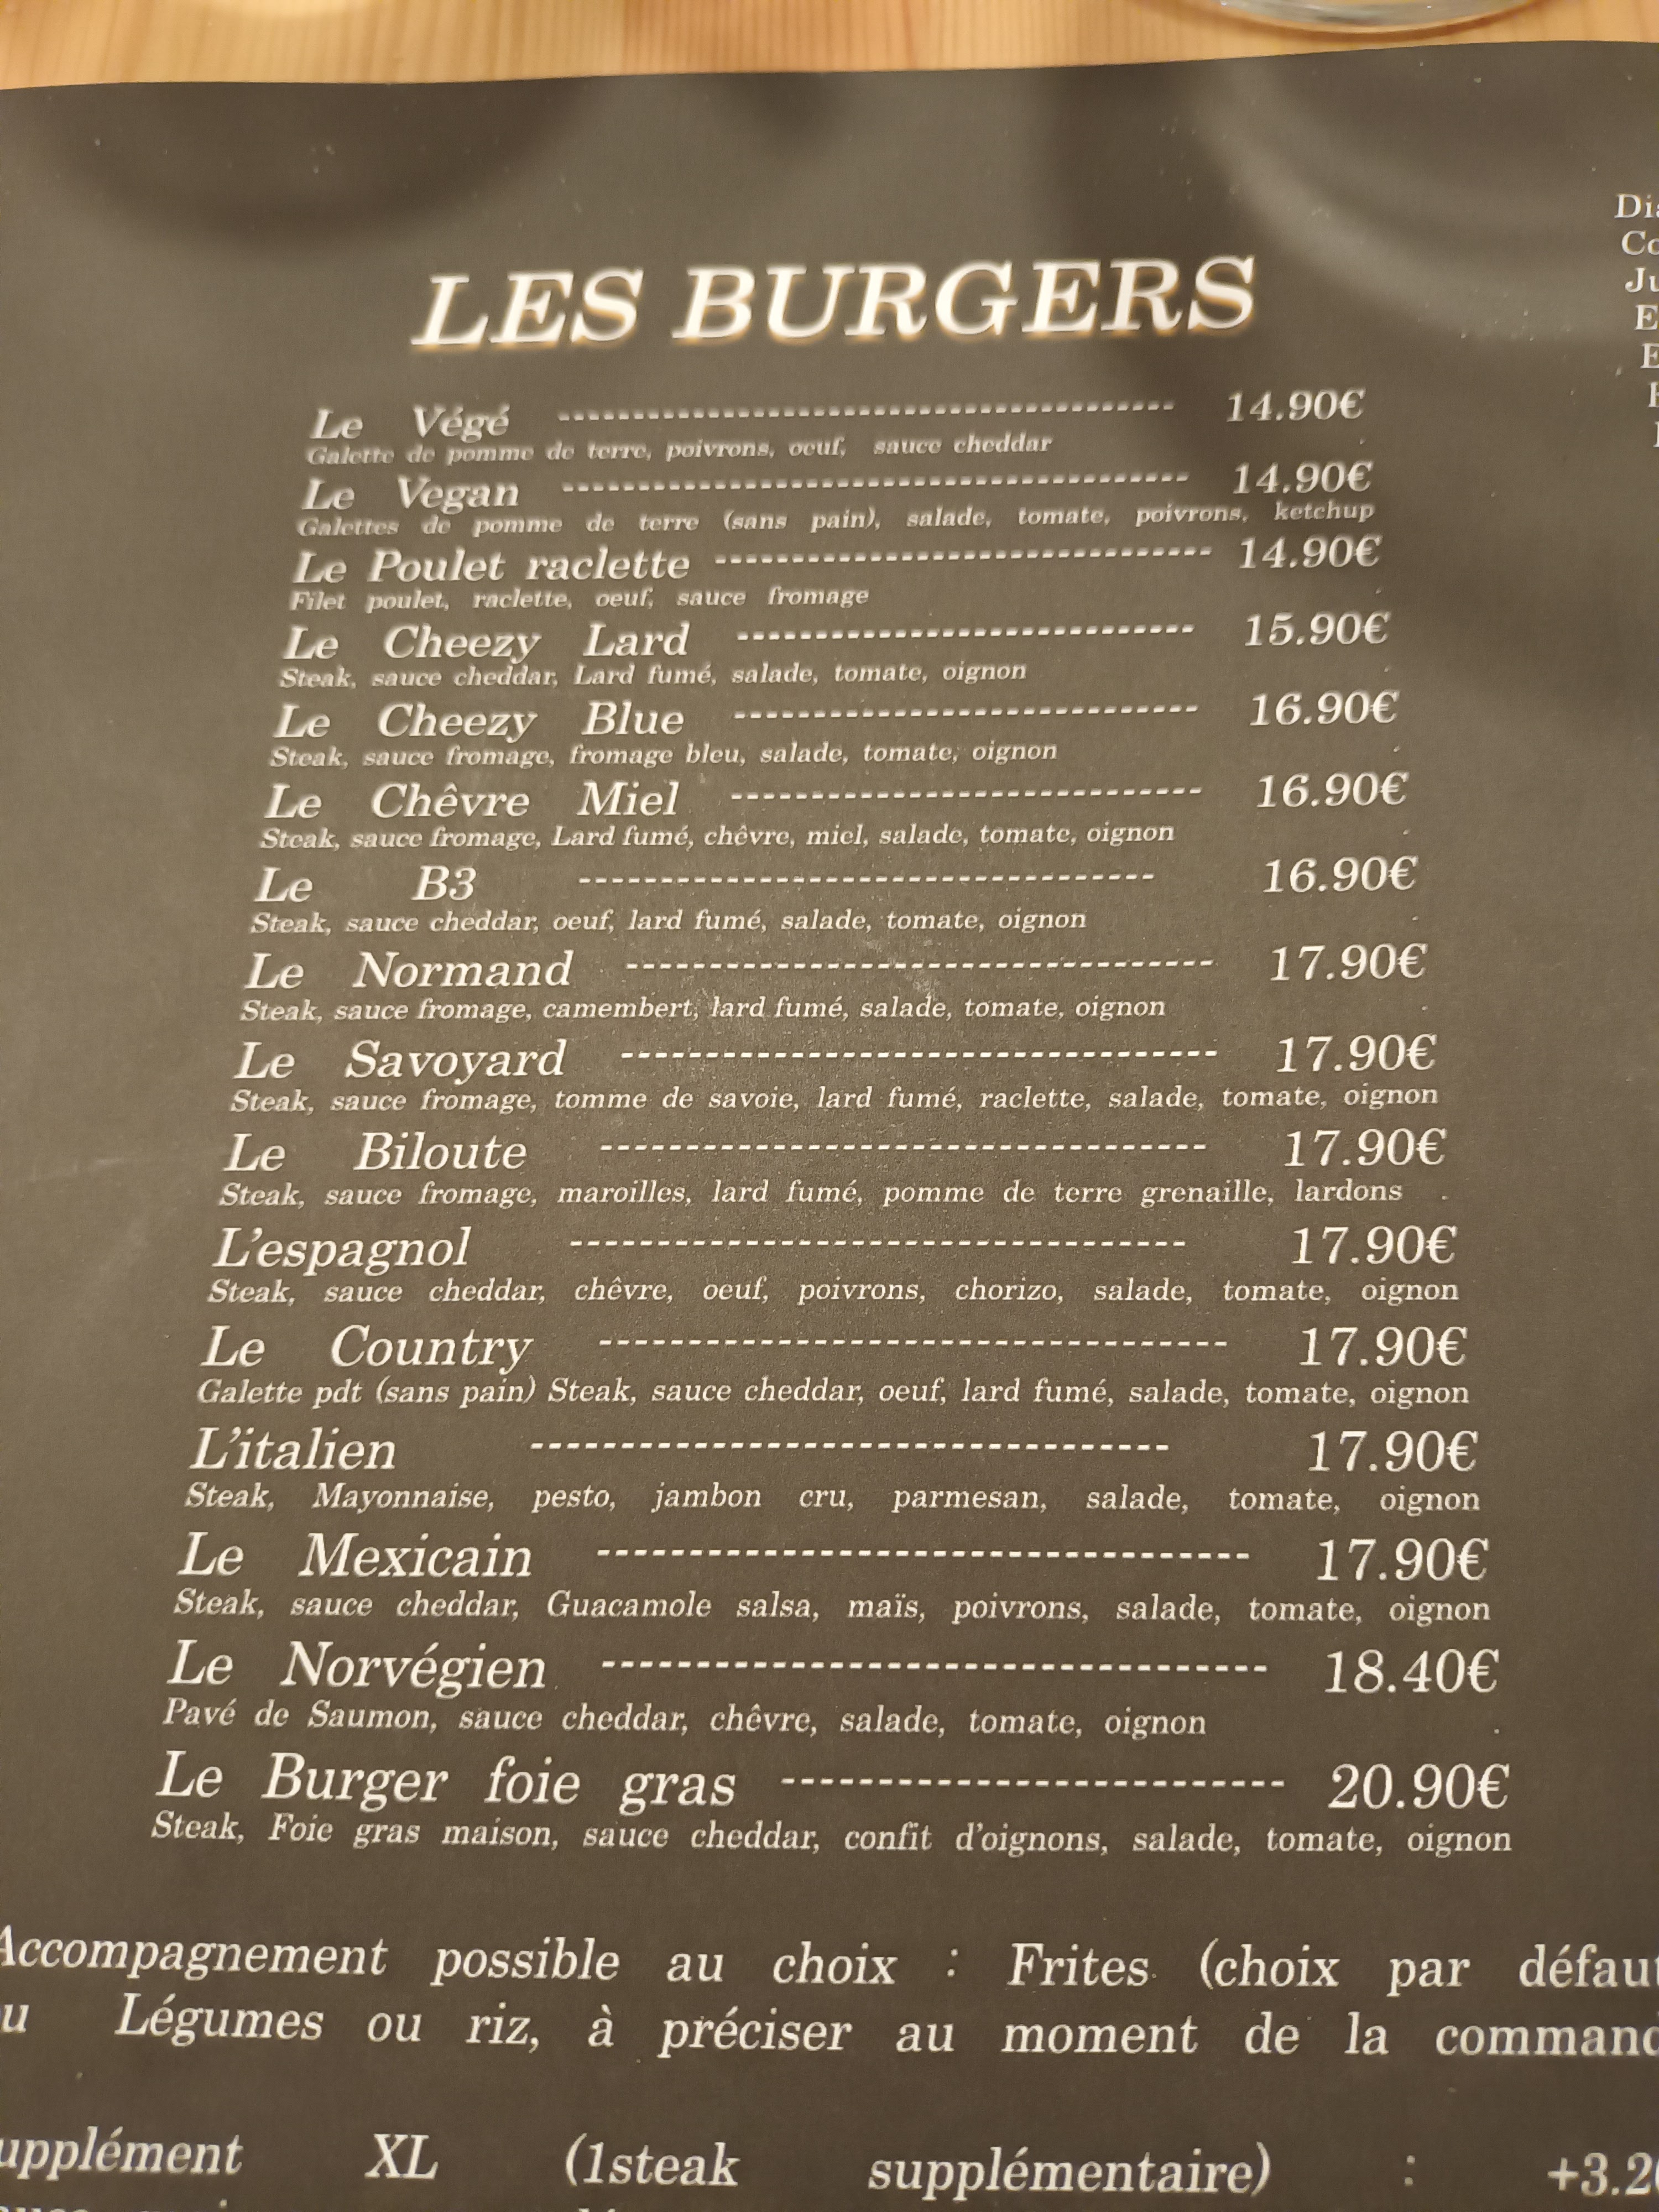 LES BURGERS
Le Végé ---------------------------------------- 14.90€
Galette de pomme de terre, poivrons, oeuf, sauce cheddar
Le Vegan ---------------------------------------- 14.90€
Galettes de pomme de terre (sans pain), salade, tomate, poivrons, ketchup
Le Poulet raclette -------------------------------- 14.90€
Filet poulet, raclette, oeuf, sauce fromage
Le Cheezy Lard ----------------------------- 15.90€
Steak, sauce cheddar, Lard fumé, salade, tomate, oignon
Le Cheezy Blue ----------------------------- 16.90€
Steak, sauce fromage, fromage bleu, salade, tomate, oignon
Le Chêvre Miel ----------------------------- 16.90€
Steak, sauce fromage, Lard fumé, chêvre, miel, salade, tomate, oignon
Le B3 ----------------------------------- 16.90€
Steak, sauce cheddar, oeuf, lard fumé, salade, tomate, oignon
Le Normand ----------------------------------- 17.90€
Steak, sauce fromage, camembert, lard fumé, salade, tomate, oignon
Le Savoyard ----------------------------------- 17.90€
Steak, sauce fromage, tomme de savoie, lard fumé, raclette, salade, tomate, oignon
Le Biloute ----------------------------------- 17.90€
Steak, sauce fromage, maroilles, lard fumé, pomme de terre grenaille, lardons .
L'espagnol ----------------------------------- 17.90€
Steak, sauce cheddar, chêvre, oeuf, poivrons, chorizo, salade, tomate, oignon
Le Country ----------------------------------- 17.90€
Galette pdt (sans pain) Steak, sauce cheddar, oeuf, lard fumé, salade, tomate, oignon
L'italien ----------------------------------- 17.90€
Steak, Mayonnaise, pesto, jambon cru, parmesan, salade, tomate, oignon
Le Mexicain ----------------------------------- 17.90€
Steak, sauce cheddar, Guacamole salsa, maïs, poivrons, salade, tomate, oignon
Le Norvégien ----------------------------------- 18.40€
Pavé de Saumon, sauce cheddar, chêvre, salade, tomate, oignon
Le Burger foie gras -------------------------- 20.90€
Steak, Foie gras maison, sauce cheddar, confit d'oignons, salade, tomate, oignon
Accompagnement possible au choix : Frites (choix par défaut
u Légumes ou riz, à préciser au moment de la command
upplément XL (1steak supplémentaire) : +3.2
Di
Co
Ju
E